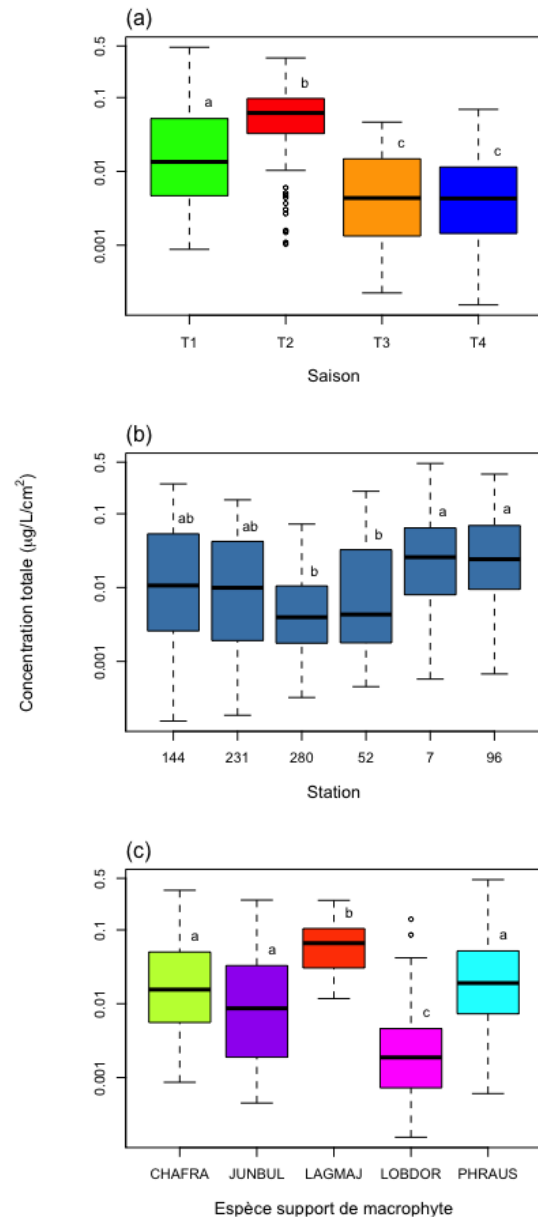 (a)
0.5
0.1
0.01
0.001
a
b
c
c
T1 T2 T3 T4
Saison
(b)
Concentration totale (µg/L/cm²)
0.5
0.1
0.01
0.001
ab
ab
b
b
a
a
144 231 280 52 7 96
Station
(c)
0.5
0.1
0.01
0.001
a
a
b
c
a
CHAFRA JUNBUL LAGMAJ LOBDOR PHRAUS
Espèce support de macrophyte